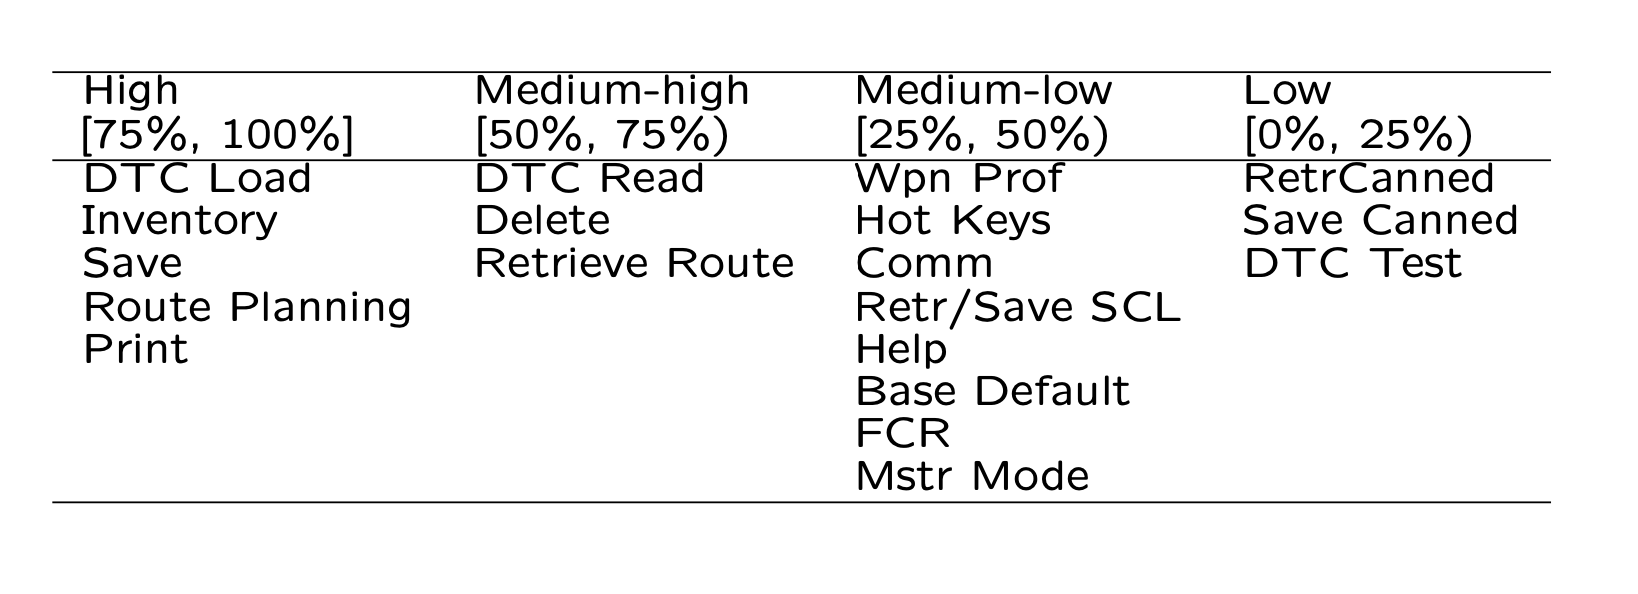 High Medium-high Medium-low Low
[75%, 100%] [50%, 75%) [25%, 50%) [0%, 25%)
DTC Load DTC Read Wpn Prof RetrCanned
Inventory Delete Hot Keys Save Canned
Save Retrieve Route Comm DTC Test
Route Planning Retr/Save SCL
Print Help
Base Default
FCR
Mstr Mode